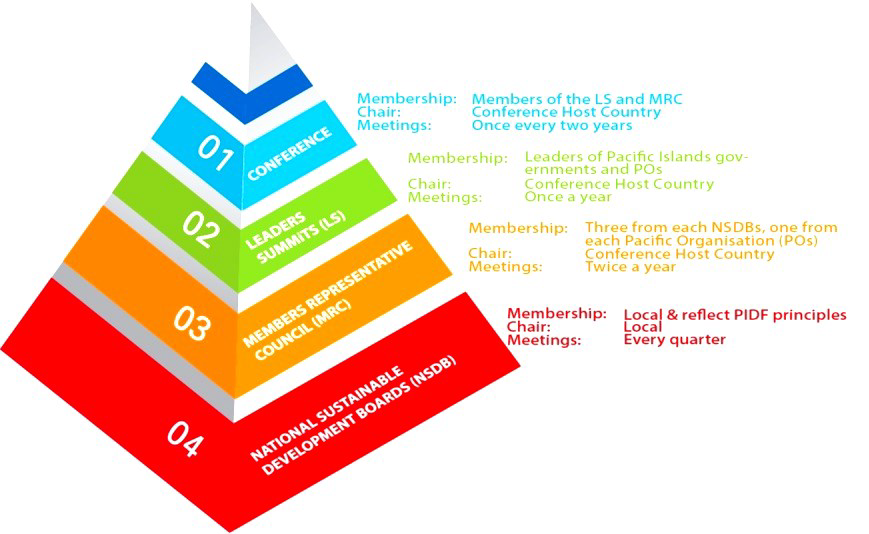 01
CONFERENCE
Membership: Members of the LS and MRC
Chair: Conference Host Country
Meetings: Once every two years
02
LEADERS
SUMMITS (LS)
Membership: Leaders of Pacific Islands gov-
ernments and POs
Chair: Conference Host Country
Meetings: Once a year
03
MEMBERS REPRESENTATIVE
COUNCIL (MRC)
Membership: Three from each NSDBs, one from
each Pacific Organisation (POs)
Chair: Conference Host Country
Meetings: Twice a year
04
NATIONAL SUSTAINABLE
DEVELOPMENT BOARDS (NSDB)
Membership: Local & reflect PIDF principles
Chair: Local
Meetings: Every quarter